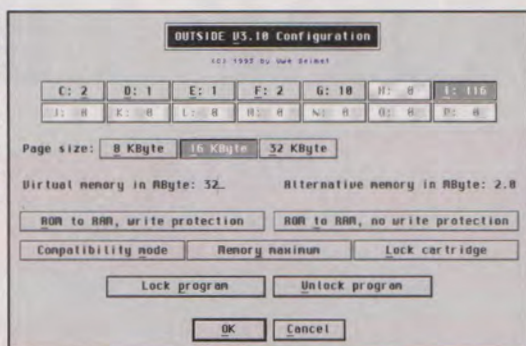 OUTSIDE V3.10 Configuration
(C) 1995 by Uwe Seimet
C: 2 D: 1 E: 1 F: 2 G: 10 H: 0 I: 116
J: 0 K: 0 L: 0 M: 0 N: 0 O: 0 P: 0
Page size: 8 KByte 16 KByte 32 KByte
Virtual memory in MByte: 32_ Alternative memory in MByte: 2.0
ROM to RAM, write protection ROM to RAM, no write protection
Compatibility mode Memory maximum Lock cartridge
Lock program Unlock program
OK Cancel